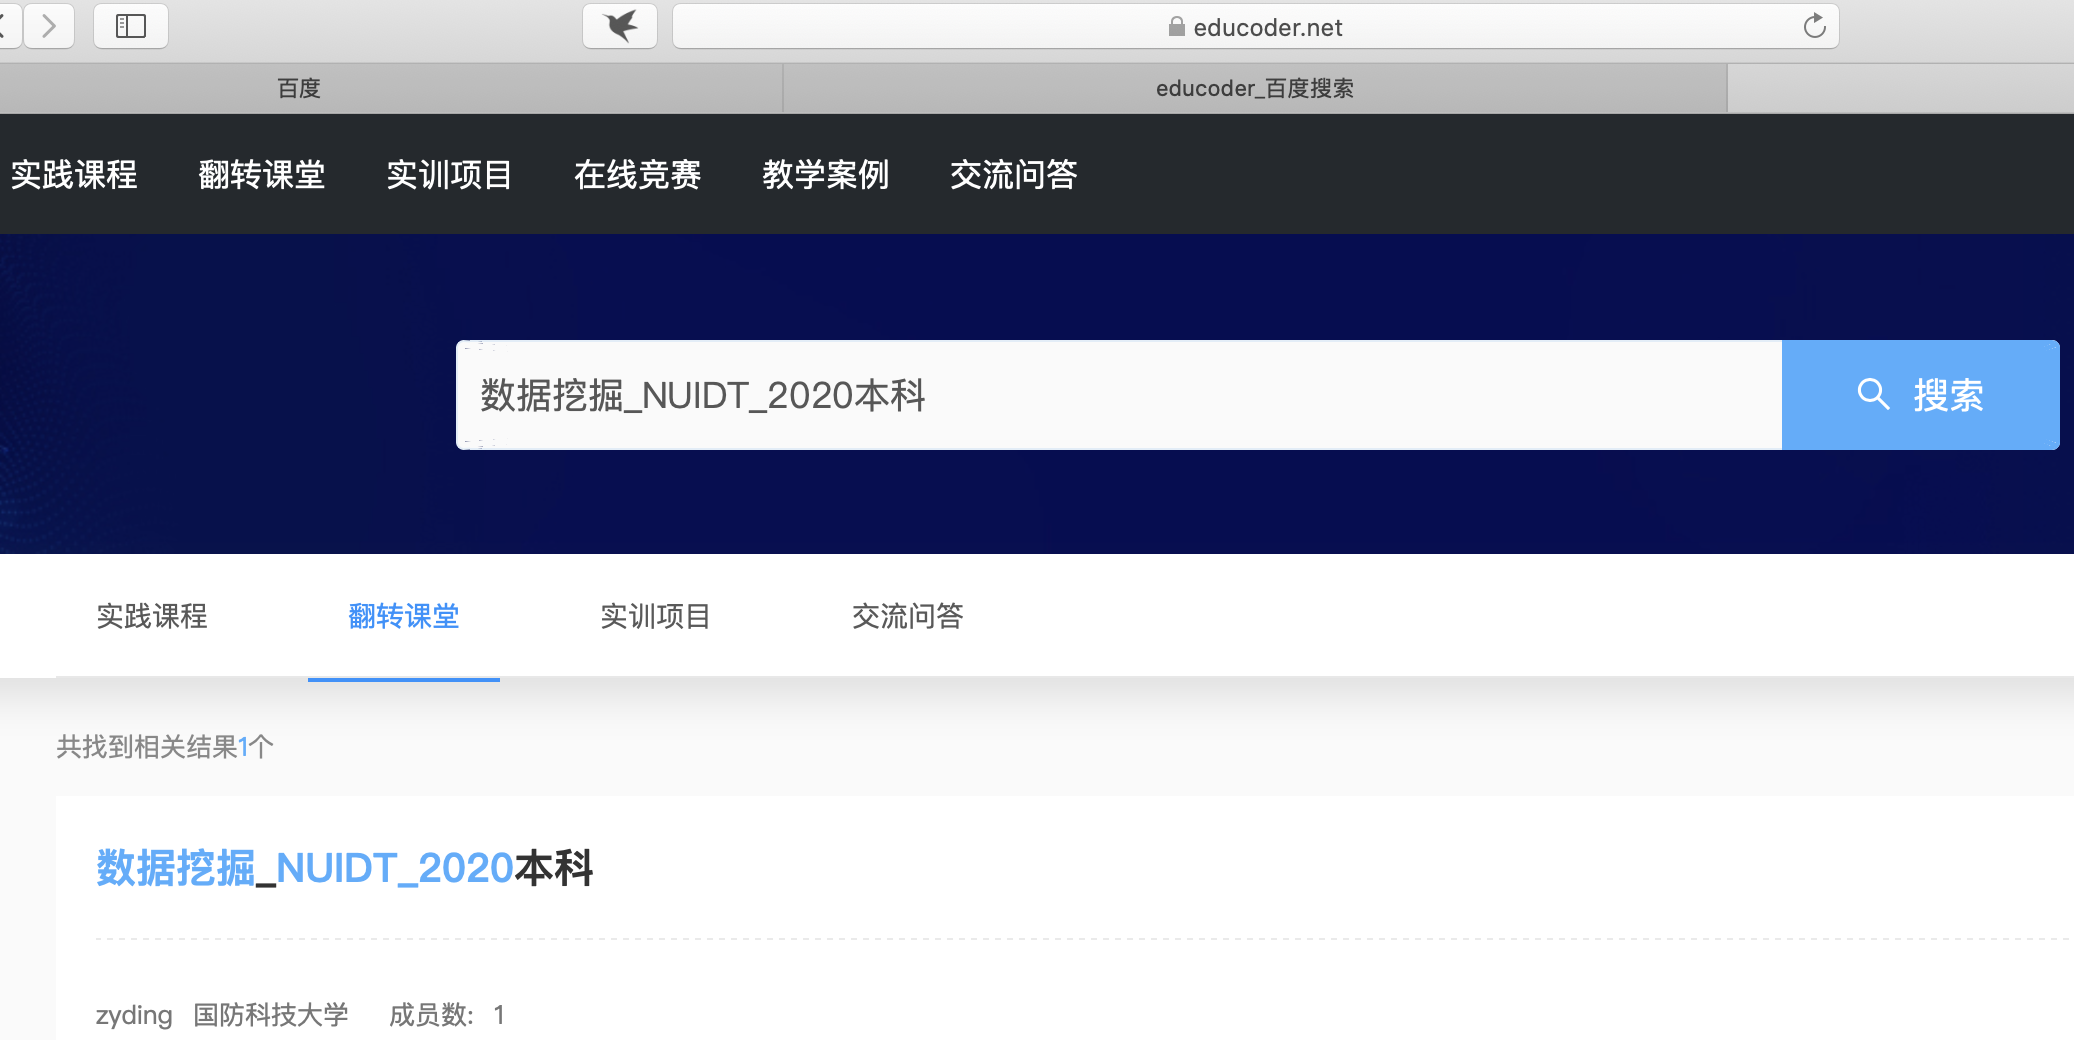 educoder.net
百度
educoder_百度搜索
实践课程 翻转课堂 实训项目 在线竞赛 教学案例 交流问答
数据挖掘_NUIDT_2020本科
搜索
实践课程 翻转课堂 实训项目 交流问答
共找到相关结果1个
数据挖掘_NUIDT_2020本科
zyding 国防科技大学 成员数: 1